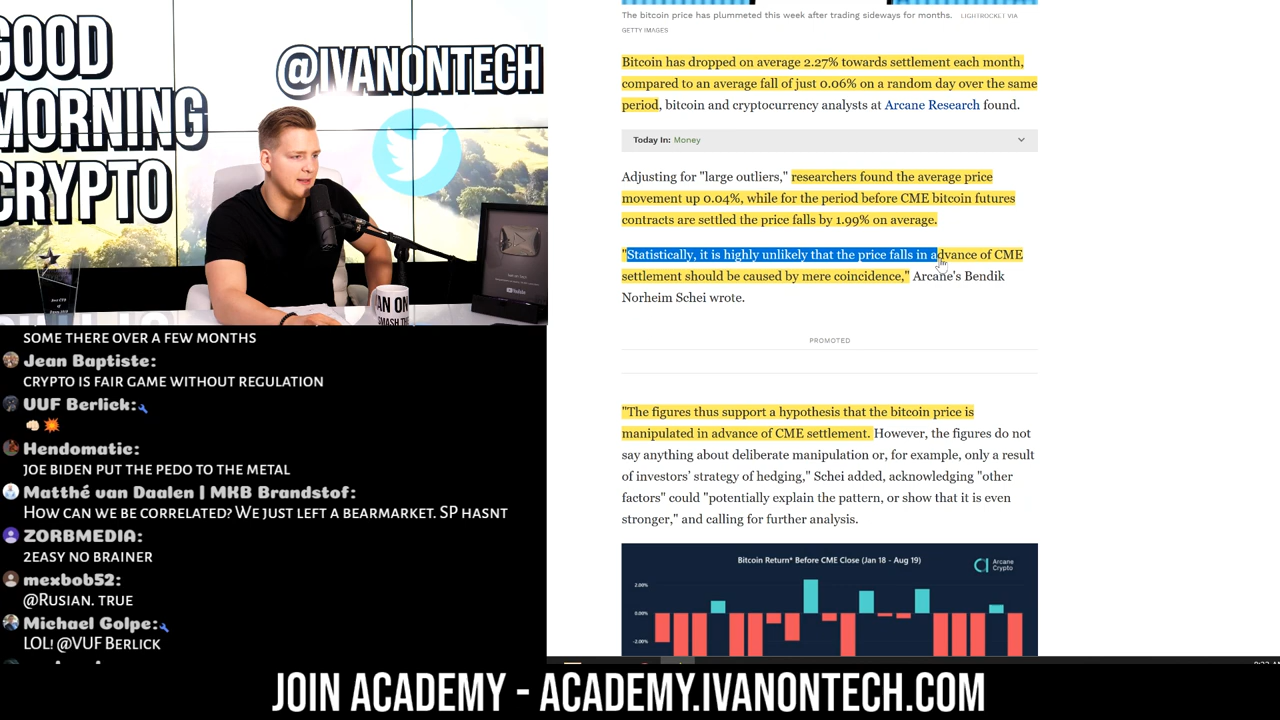 GOOD
MORNING
CRYPTO
@IVANONTECH
YouTube
AN ON
SMASH THE
SOME THERE OVER A FEW MONTHS
Jean Baptiste:
CRYPTO IS FAIR GAME WITHOUT REGULATION
VUF Berlick:
Hendomatic:
JOE BIDEN PUT THE PEDO TO THE METAL
Matthé van Daalen | MKB Brandstof:
HOW CAN WE BE CORRELATED? WE JUST LEFT A BEARMARKET. SP HASNT
ZORBMEDIA:
2EASY NO BRAINER
mexbob52:
@RUSIAN. TRUE
Michael Golpe:
LOL! @VUF BERLICK
The bitcoin price has plummeted this week after trading sideways for months. LIGHTROCKET VIA
GETTY IMAGES
Bitcoin has dropped on average 2.27% towards settlement each month,
compared to an average fall of just 0.06% on a random day over the same
period, bitcoin and cryptocurrency analysts at Arcane Research found.
Today In: Money
Adjusting for "large outliers," researchers found the average price
movement up 0.04%, while for the period before CME bitcoin futures
contracts are settled the price falls by 1.99% on average.
"Statistically, it is highly unlikely that the price falls in advance of CME
settlement should be caused by mere coincidence," Arcane's Bendik
Norheim Schei wrote.
PROMOTED
"The figures thus support a hypothesis that the bitcoin price is
manipulated in advance of CME settlement. However, the figures do not
say anything about deliberate manipulation or, for example, only a result
of investors’ strategy of hedging," Schei added, acknowledging "other
factors" could "potentially explain the pattern, or show that it is even
stronger," and calling for further analysis.
Bitcoin Return* Before CME Close (Jan 18 - Aug 19)
Arcane
Crypto
2.00%
0.00%
-2.00%
JOIN ACADEMY - ACADEMY.IVANONTECH.COM